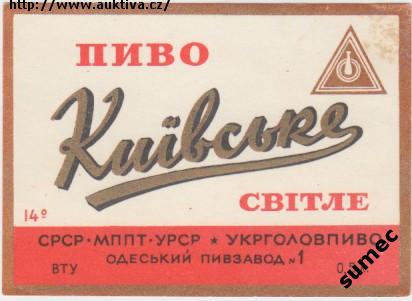 http://www.auktiva.cz/
ПИВО
Київське
СВІТЛЕ
14º
СРСР·МППТ·УРСР ★ УКРГОЛОВПИВО
ОДЕСЬКИЙ ПИВЗАВОД №1
ВТУ
sumec